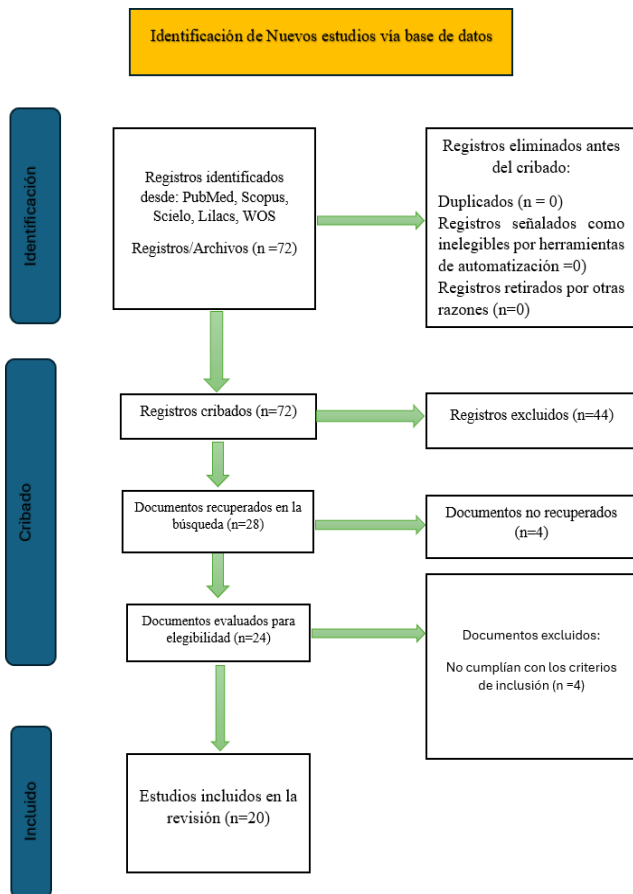 Identificación de Nuevos estudios vía base de datos
Identificación
Registros identificados
desde: PubMed, Scopus,
Scielo, Lilacs, WOS
Registros/Archivos (n =72)
Registros eliminados antes
del cribado:
Duplicados (n = 0)
Registros señalados como
inelegibles por herramientas
de automatización =0)
Registros retirados por otras
razones (n=0)
Cribado
Registros cribados (n=72)
Registros excluidos (n=44)
Documentos recuperados en la
búsqueda (n=28)
Documentos no recuperados
(n=4)
Documentos evaluados para
elegibilidad (n=24)
Documentos excluidos:
No cumplían con los criterios
de inclusión (n =4)
Incluido
Estudios incluidos en la
revisión (n=20)